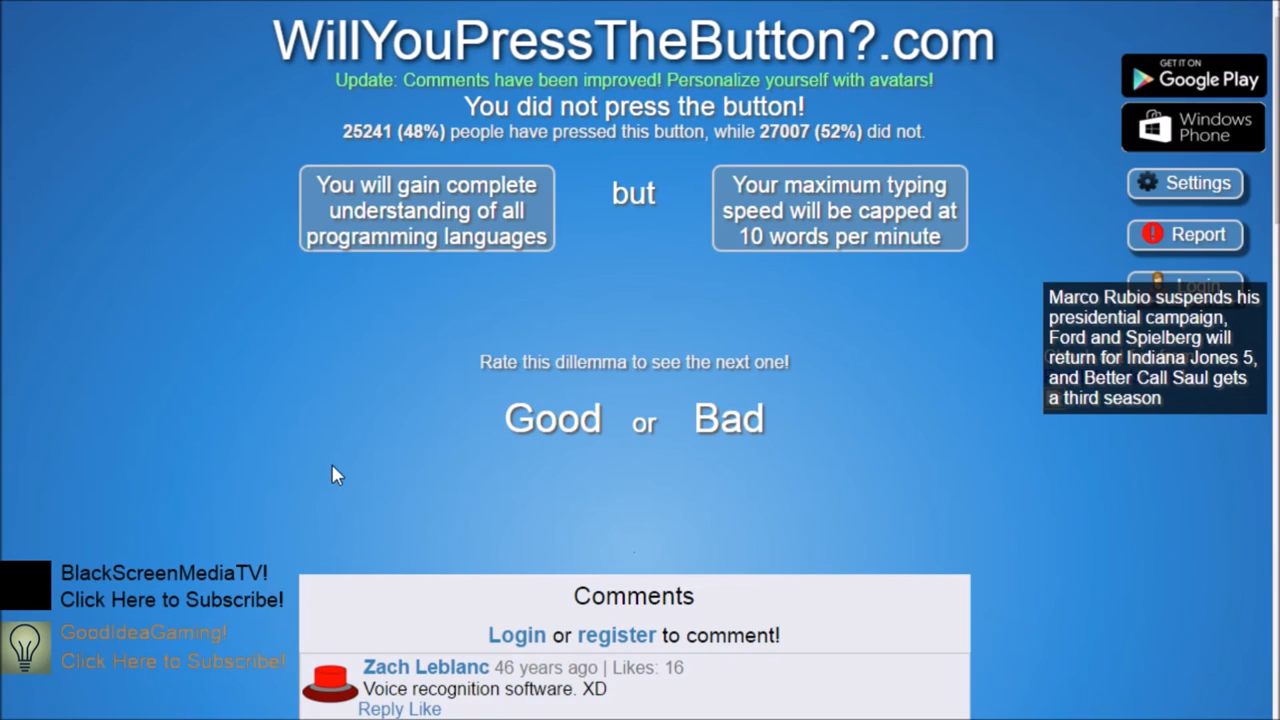 WillYouPressTheButton?.com
Update: Comments have been improved! Personalize yourself with avatars!
You did not press the button!
25241 (48%) people have pressed this button, while 27007 (52%) did not.
You will gain complete
understanding of all
programming languages
but
Your maximum typing
speed will be capped at
10 words per minute
GET IT ON
Google Play
Windows
Phone
Settings
Report
Login
Marco Rubio suspends his
presidential campaign,
Ford and Spielberg will
return for Indiana Jones 5,
and Better Call Saul gets
a third season
Rate this dillemma to see the next one!
Good or Bad
BlackScreenMediaTV!
Click Here to Subscribe!
GoodIdeaGaming!
Click Here to Subscribe!
Comments
Login or register to comment!
Zach Leblanc 46 years ago | Likes: 16
Voice recognition software. XD
Reply Like